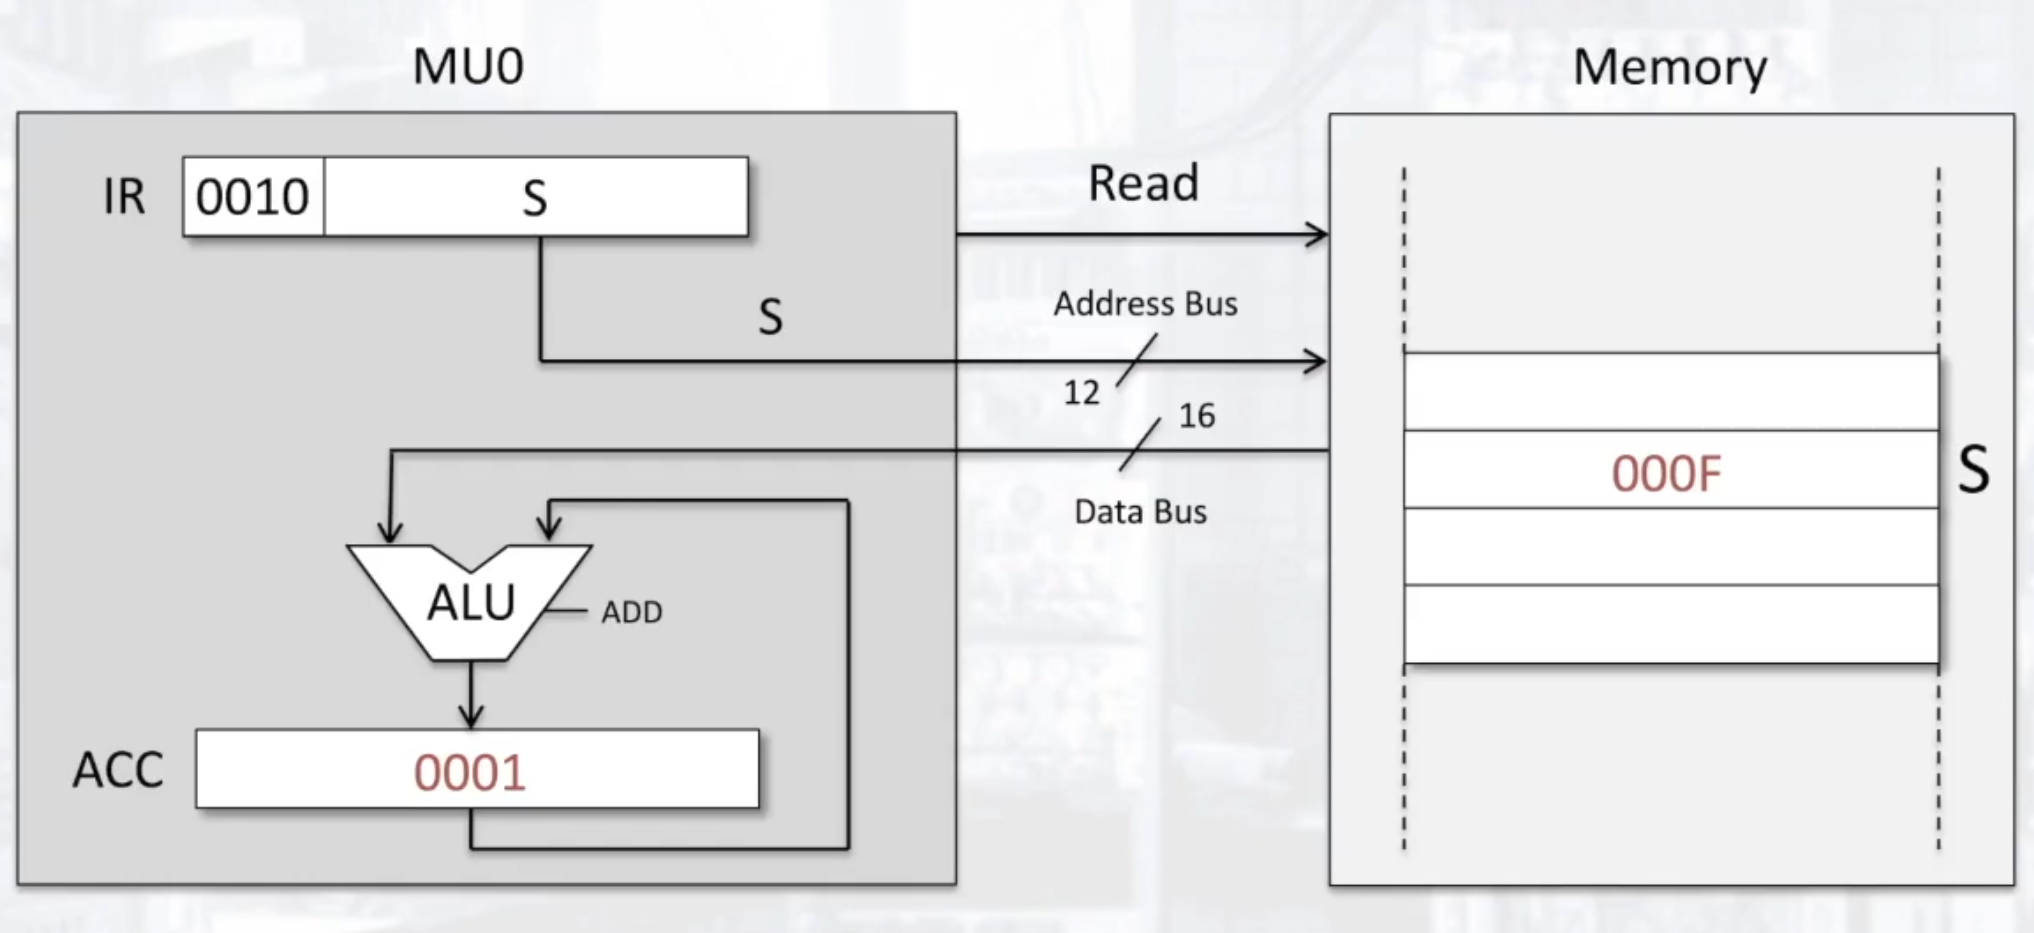 MU0
Memory
IR
0010
S
Read
S
Address Bus
12
16
Data Bus
000F
S
ALU
ADD
ACC
0001